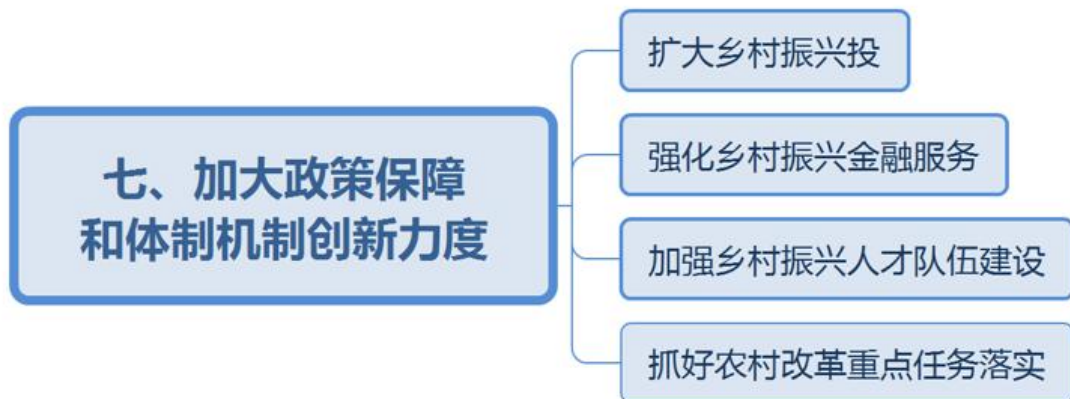 七、加大政策保障
和体制机制创新力度
扩大乡村振兴投
强化乡村振兴金融服务
加强乡村振兴人才队伍建设
抓好农村改革重点任务落实